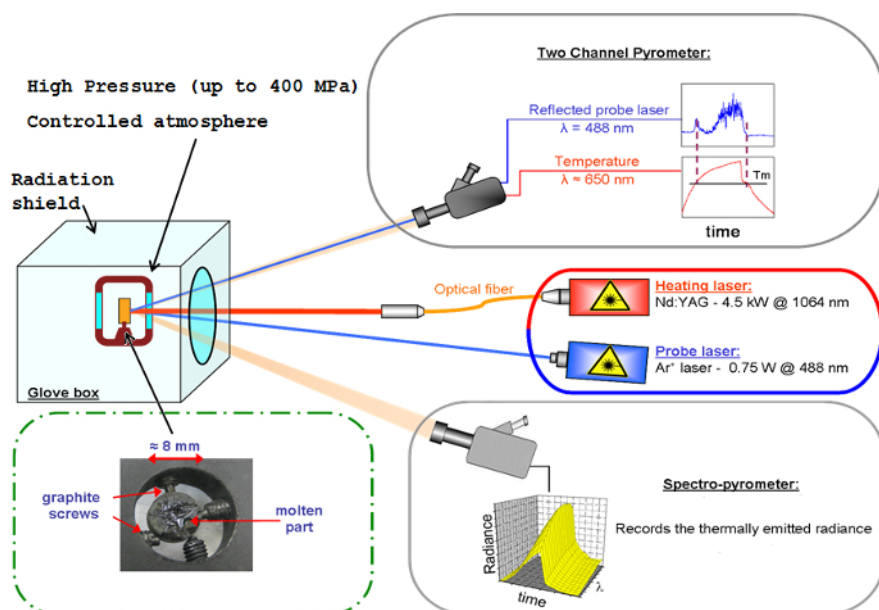 Two Channel Pyrometer:
High Pressure (up to 400 MPa)
Controlled atmosphere
Reflected probe laser
λ = 488 nm
Temperature
λ ≈ 650 nm
Tm
time
Radiation
shield
Optical fiber
Heating laser:
Nd:YAG - 4.5 kW @ 1064 nm
Probe laser:
Ar⁺ laser - 0.75 W @ 488 nm
Glove box
≈ 8 mm
graphite
screws
molten
part
Spectro-pyrometer:
Records the thermally emitted radiance
Radiance
time
λ